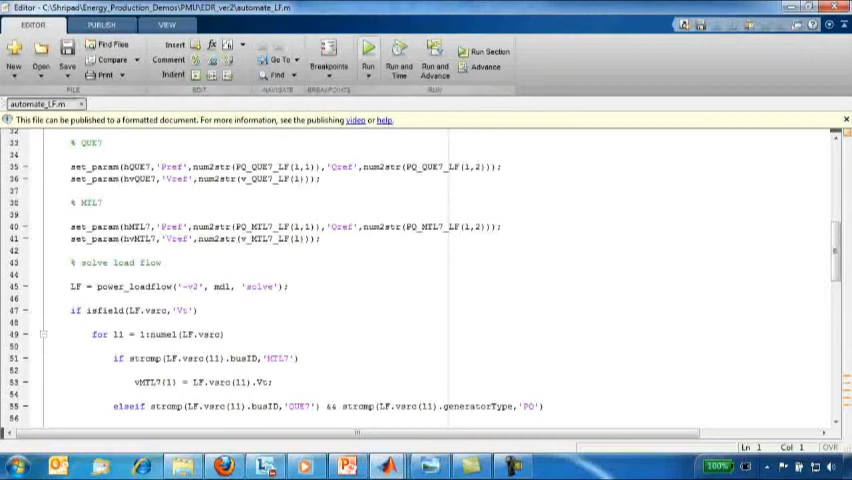 Editor - C:\Shripad\Energy_Production_Demos\PMU\EDR_ver2\automate_LF.m
EDITOR PUBLISH VIEW
New Open Save
Find Files
Compare
Print
FILE
Insert
Comment
Indent
EDIT
Go To
Find
NAVIGATE
Breakpoints
BREAKPOINTS
Run Run and Time Run and Advance
Run Section
Advance
RUN
automate_LF.m
This file can be published to a formatted document. For more information, see the publishing video or help.
32
33 % QUE7
34
35 set_param(hQUE7,'Pref',num2str(PQ_QUE7_LF(1,1)),'Qref',num2str(PQ_QUE7_LF(1,2)));
36 set_param(hvQUE7,'Vref',num2str(v_QUE7_LF(1)));
37
38 % MTL7
39
40 set_param(hMTL7,'Pref',num2str(PQ_MTL7_LF(1,1)),'Qref',num2str(PQ_MTL7_LF(1,2)));
41 set_param(hvMTL7,'Vref',num2str(v_MTL7_LF(1)));
42
43 % solve load flow
44
45 LF = power_loadflow('-v2', mdl, 'solve');
46
47 if isfield(LF.vsrc,'Vt')
48
49 for l1 = 1:numel(LF.vsrc)
50
51 if strcmp(LF.vsrc(l1).busID,'MTL7')
52
53 vMTL7(1) = LF.vsrc(l1).Vt;
54
55 elseif strcmp(LF.vsrc(l1).busID,'QUE7') && strcmp(LF.vsrc(l1).generatorType,'PQ')
56
Ln 1 Col 1 OVR
100%